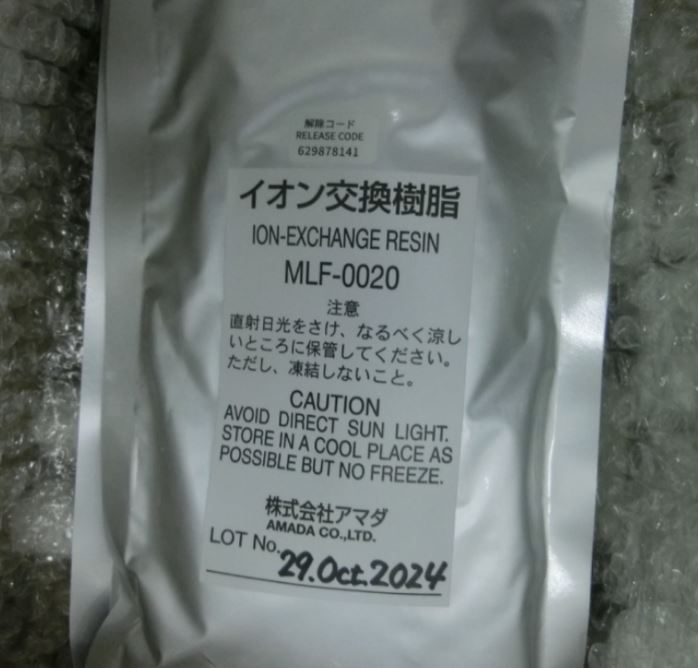 解除コード
RELEASE CODE
629878141
イオン交換樹脂
ION-EXCHANGE RESIN
MLF-0020
注意
直射日光をさけ、なるべく涼し
いところに保管してください。
ただし、凍結しないこと。
CAUTION
AVOID DIRECT SUN LIGHT.
STORE IN A COOL PLACE AS
POSSIBLE BUT NO FREEZE.
株式会社アマダ
AMADA CO.,LTD.
LOT No. 29.Oct.2024